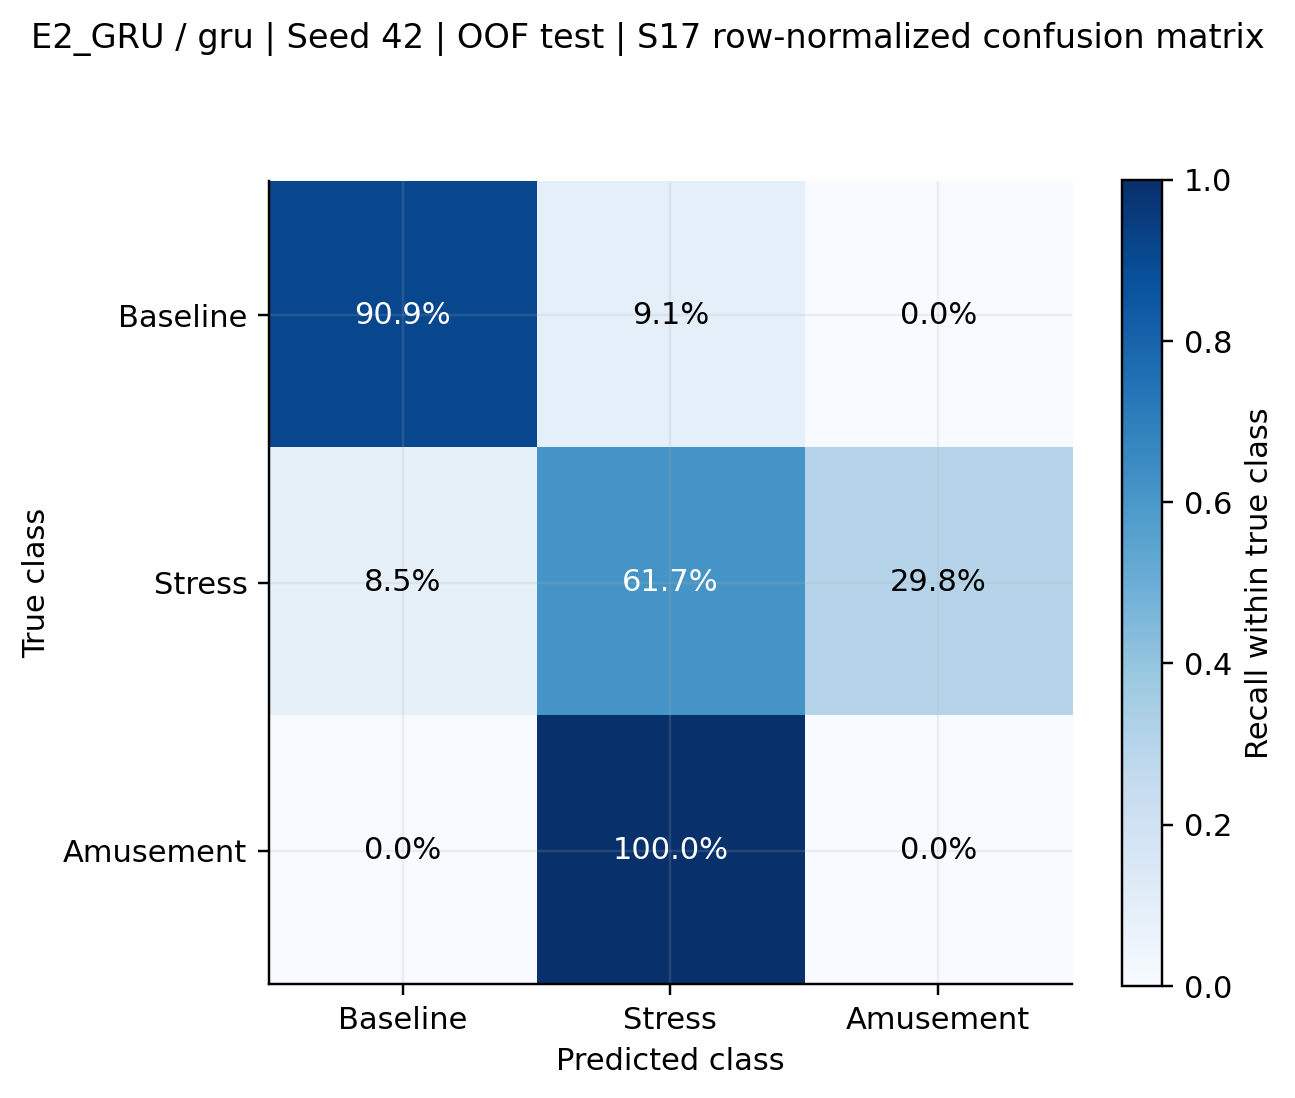 E2_GRU / gru | Seed 42 | OOF test | S17 row-normalized confusion matrix
1.0
Baseline 90.9% 9.1% 0.0%
0.8
0.6
Stress 8.5% 61.7% 29.8%
0.4
0.2
Amusement 0.0% 100.0% 0.0%
0.0
Baseline Stress Amusement
Predicted class
True class
Recall within true class